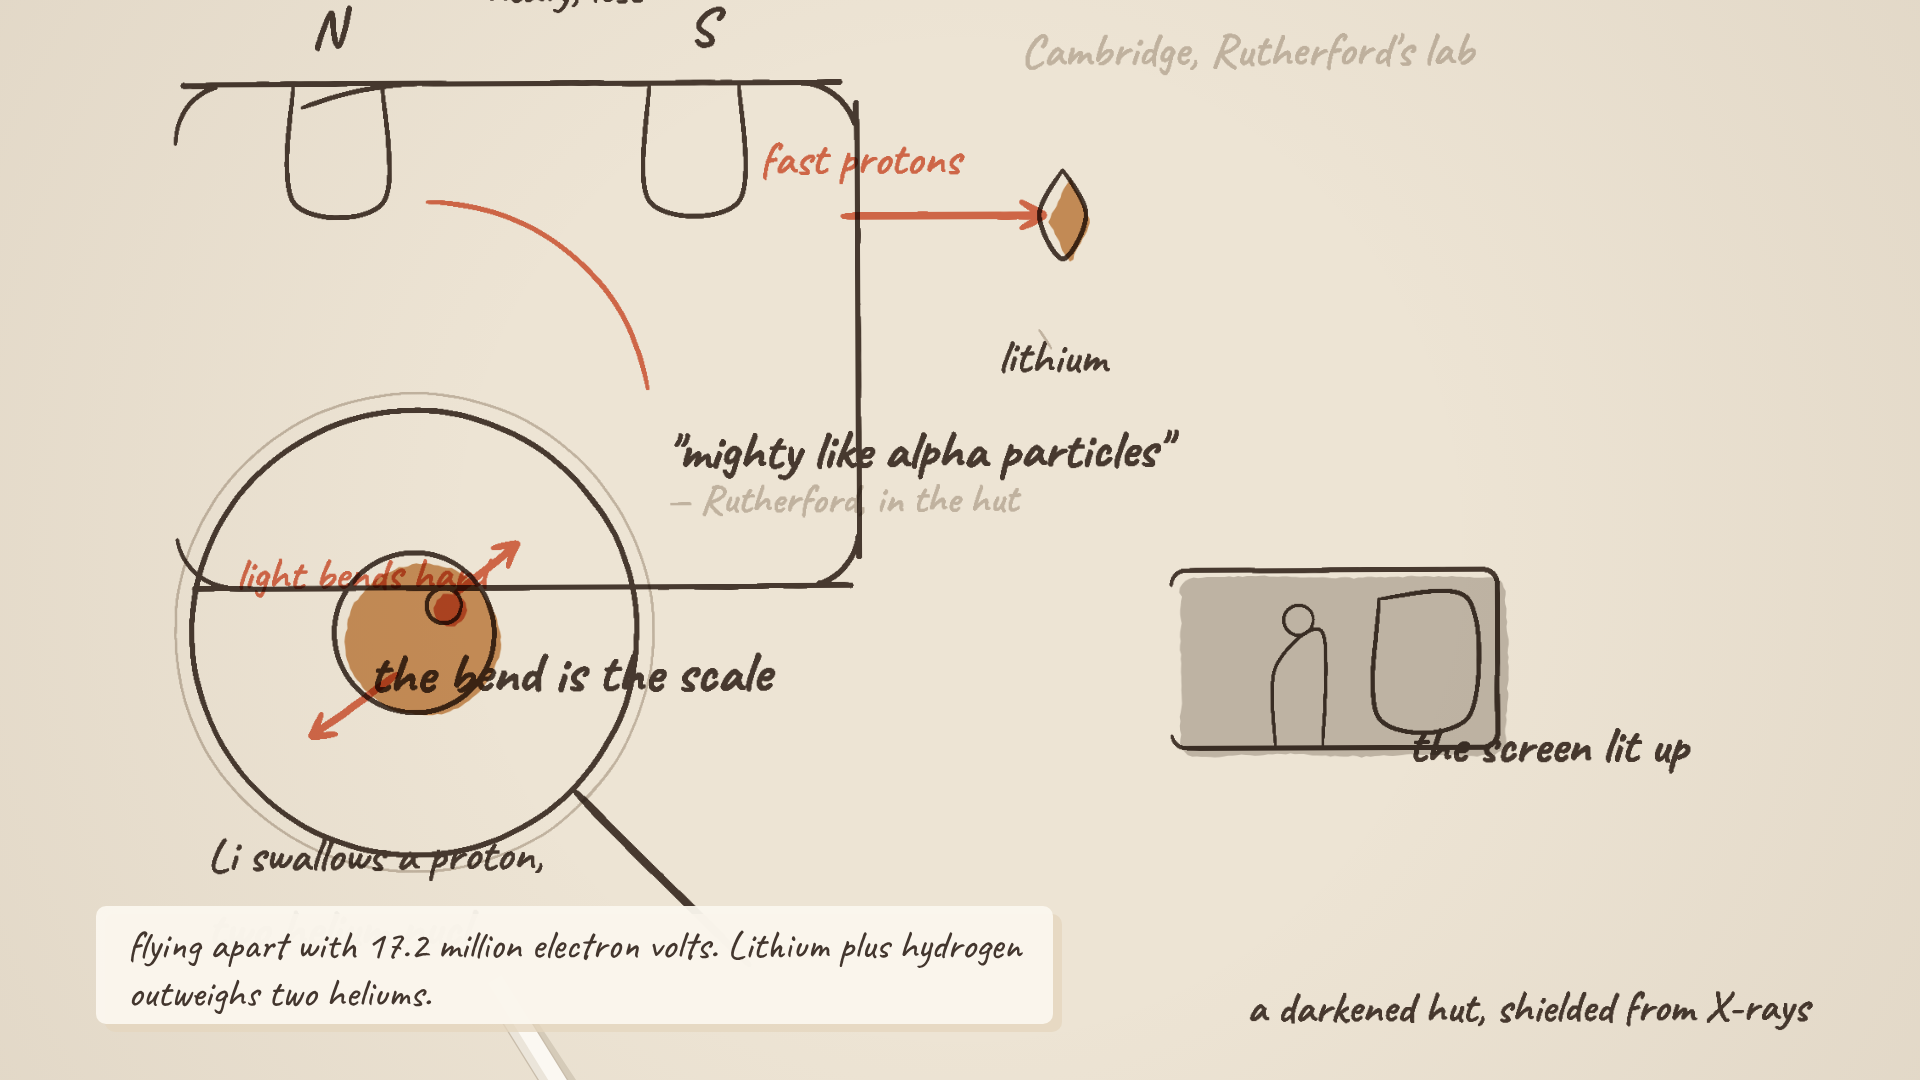 N
S
Cambridge, Rutherford's lab
fast protons
lithium
"mighty like alpha particles"
– Rutherford, in the hut
light bends hard
the bend is the scale
the screen lit up
Li swallows a proton,
flying apart with 17.2 million electron volts. Lithium plus hydrogen
outweighs two heliums.
a darkened hut, shielded from X-rays